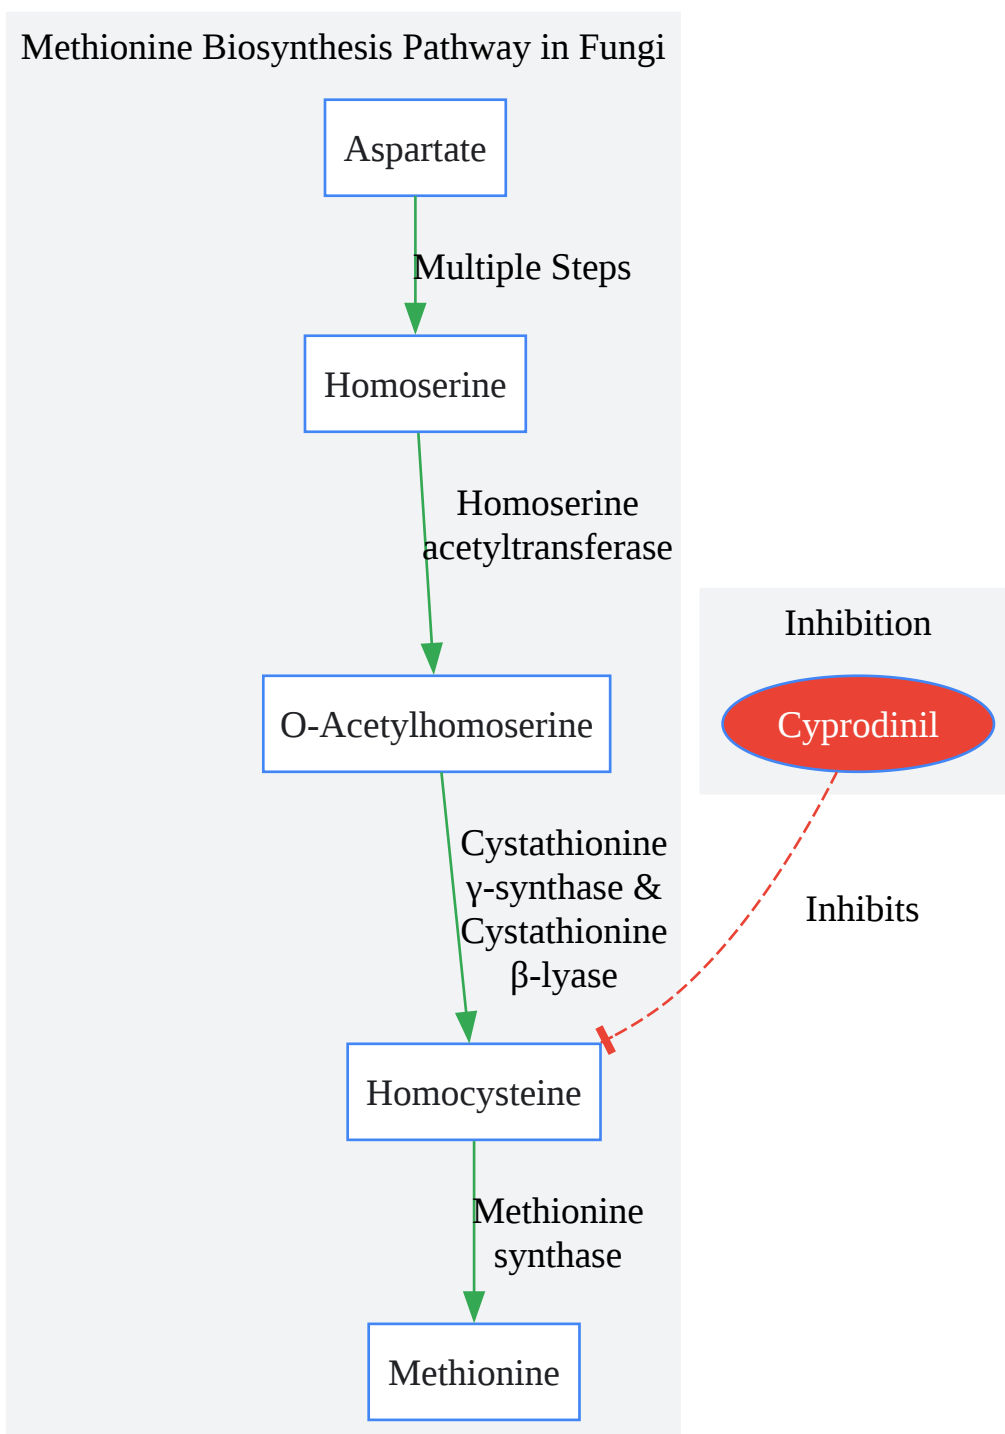 Methionine Biosynthesis Pathway in Fungi
Aspartate
Multiple Steps
Homoserine
Homoserine
acetyltransferase
O-Acetylhomoserine
Inhibition
Cyprodinil
Cystathionine
γ-synthase &
Cystathionine
β-lyase
Inhibits
Homocysteine
Methionine
synthase
Methionine